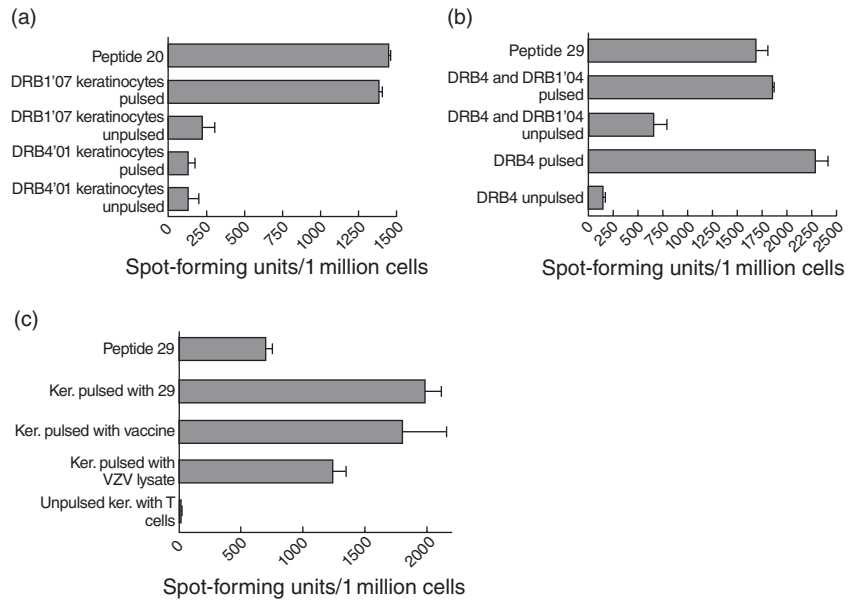 (a)
Peptide 20
DRB1'07 keratinocytes
pulsed
DRB1'07 keratinocytes
unpulsed
DRB4'01 keratinocytes
pulsed
DRB4'01 keratinocytes
unpulsed
0 250 500 750 1000 1250 1500
Spot-forming units/1 million cells
(b)
Peptide 29
DRB4 and DRB1'04
pulsed
DRB4 and DRB1'04
unpulsed
DRB4 pulsed
DRB4 unpulsed
0 250 500 750 1000 1250 1500 1750 2000 2250 2500
Spot-forming units/1 million cells
(c)
Peptide 29
Ker. pulsed with 29
Ker. pulsed with vaccine
Ker. pulsed with
VZV lysate
Unpulsed ker. with T
cells
0 500 1000 1500 2000
Spot-forming units/1 million cells